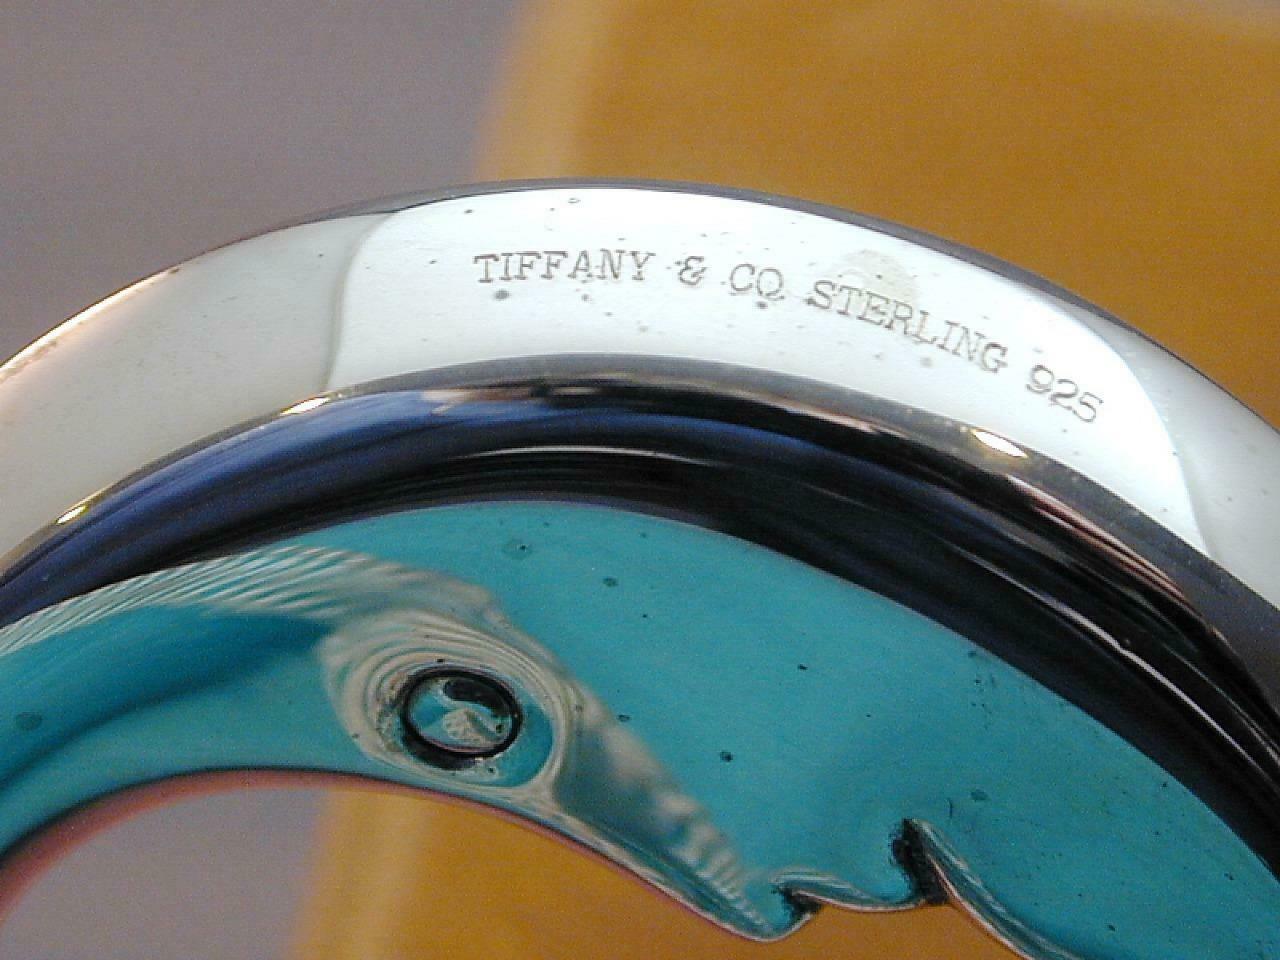 TIFFANY & CO STERLING 925